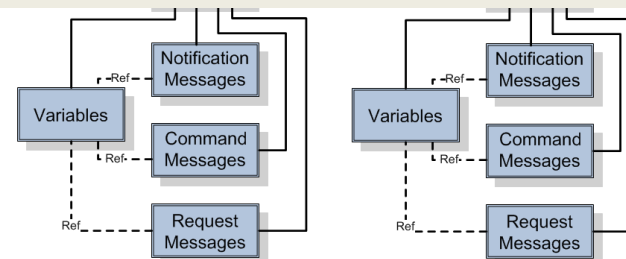 Notification
Messages
Ref
Variables
Command
Messages
Ref
Request
Messages
Ref
Notification
Messages
Ref
Variables
Command
Messages
Ref
Request
Messages
Ref